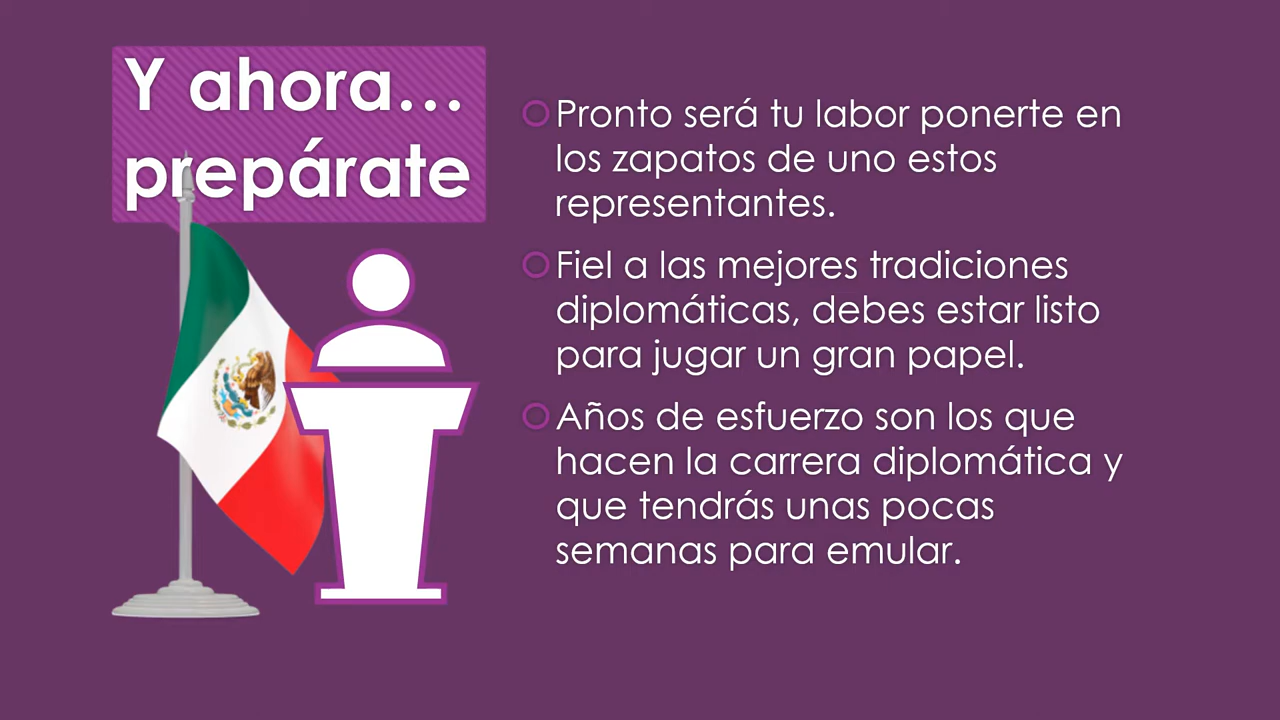 Y ahora…
prepárate
Pronto será tu labor ponerte en
los zapatos de uno estos
representantes.
Fiel a las mejores tradiciones
diplomáticas, debes estar listo
para jugar un gran papel.
Años de esfuerzo son los que
hacen la carrera diplomática y
que tendrás unas pocas
semanas para emular.